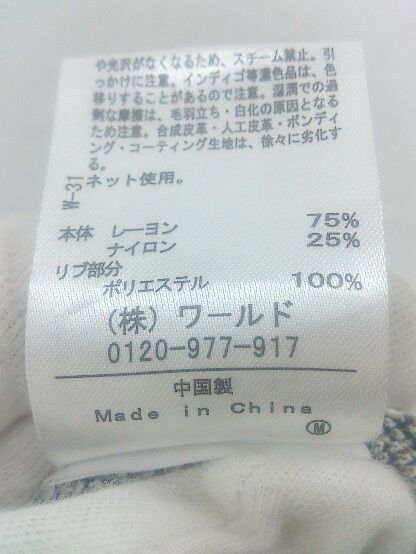 や光沢がなくなるため、スチーム禁止。引
っかけに注意。インディゴ等濃色品は、色
移りすることがあるので注意。湿潤での過
剰な摩擦は、毛羽立ち・白化の原因となる
ため注意。合成皮革・人工皮革・ボンディ
ング・コーティング生地は、徐々に劣化す
る。
ネット使用。
W-31
本体 レーヨン 75%
ナイロン 25%
リブ部分
ポリエステル 100%
(株)ワールド
0120-977-917
中国製
Made in China
M